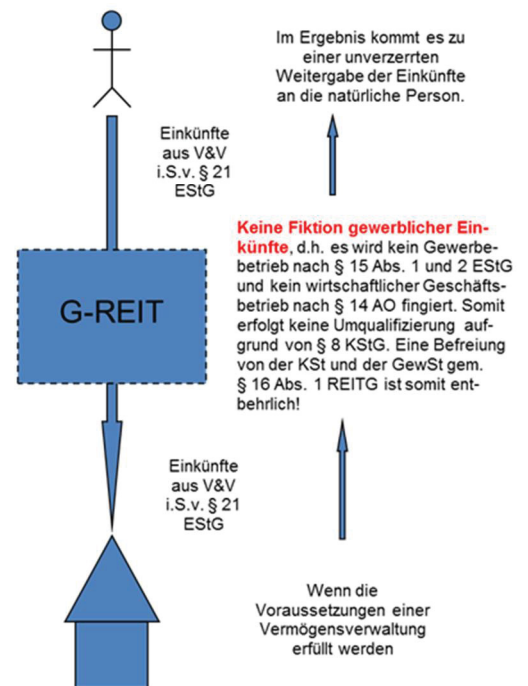 Im Ergebnis kommt es zu
einer unverzerrten
Weitergabe der Einkünfte
an die natürliche Person.
Einkünfte
aus V&V
i.S.v. § 21
EStG
Keine Fiktion gewerblicher Ein-
künfte, d.h. es wird kein Gewerbe-
betrieb nach § 15 Abs. 1 und 2 EStG
und kein wirtschaftlicher Geschäfts-
betrieb nach § 14 AO fingiert. Somit
erfolgt keine Umqualifizierung auf-
grund von § 8 KStG. Eine Befreiung
von der KSt und der GewSt gem.
§ 16 Abs. 1 REITG ist somit ent-
behrlich!
G-REIT
Einkünfte
aus V&V
i.S.v. § 21
EStG
Wenn die
Voraussetzungen einer
Vermögensverwaltung
erfüllt werden